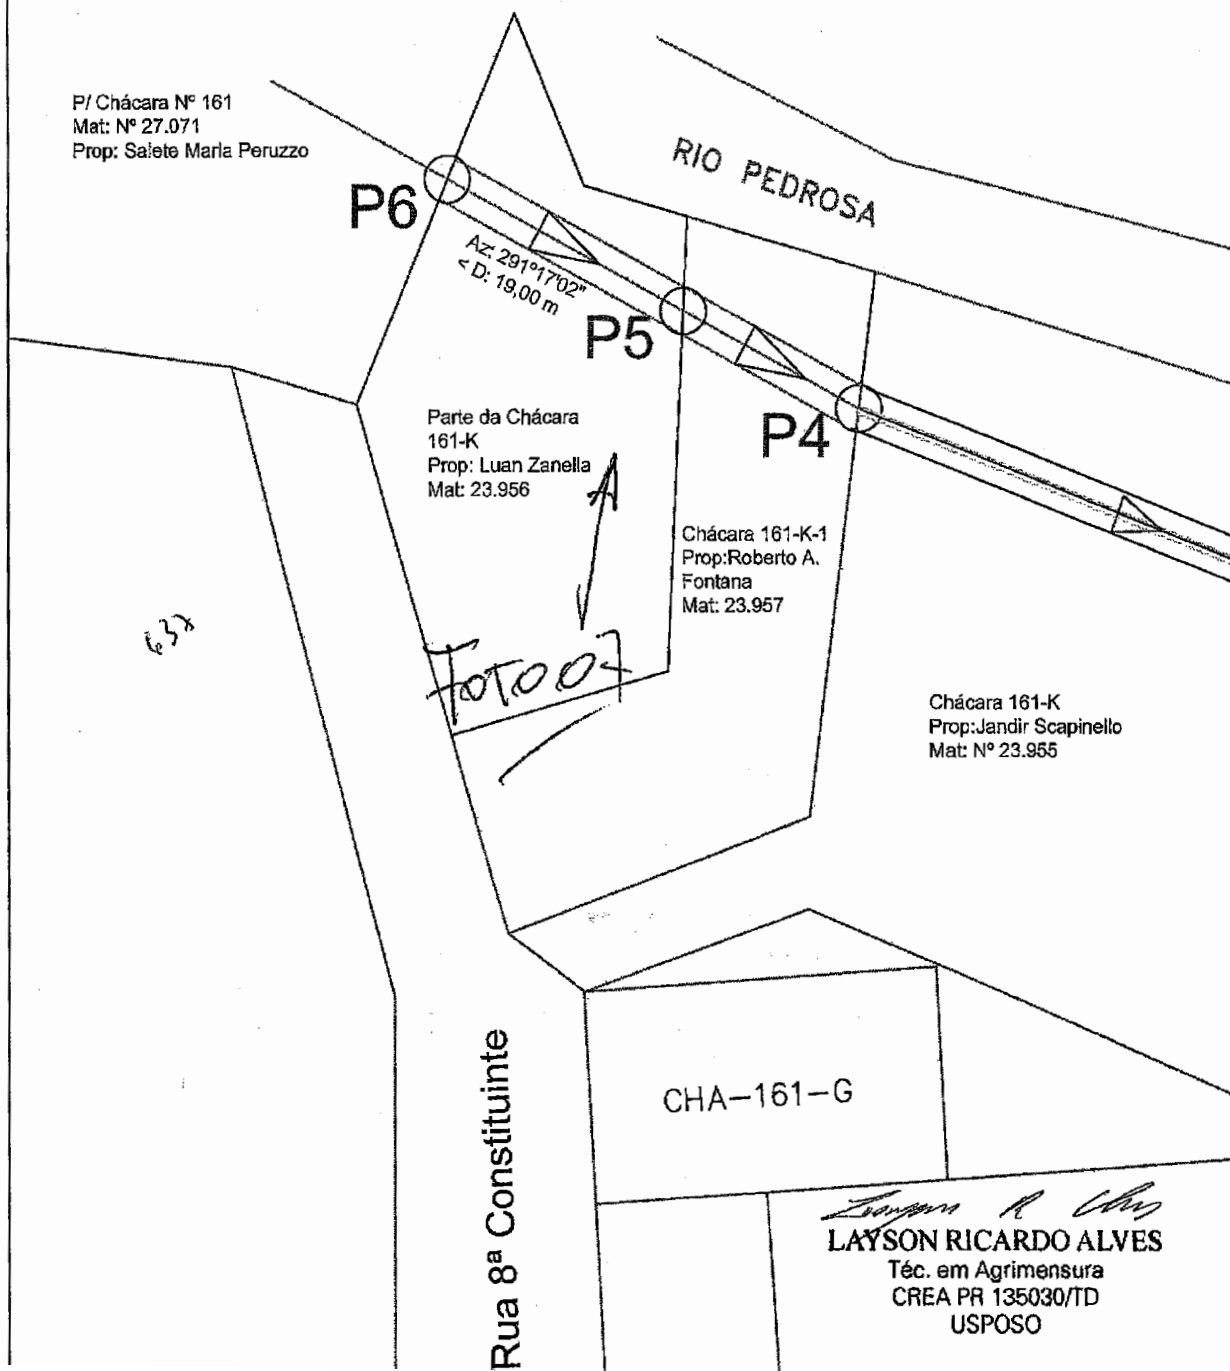 P/ Chácara Nº 161
Mat: Nº 27.071
Prop: Salete Maria Peruzzo
RIO PEDROSA
P6
Az: 291°17'02"
< D: 19,00 m
P5
P4
Parte da Chácara
161-K
Prop: Luan Zanella
Mat: 23.956
Chácara 161-K-1
Prop:Roberto A.
Fontana
Mat: 23.957
FOTO 07
Chácara 161-K
Prop:Jandir Scapinello
Mat: Nº 23.955
CHA-161-G
Rua 8ª Constituinte
LAYSON RICARDO ALVES
Téc. em Agrimensura
CREA PR 135030/TD
USPOSO